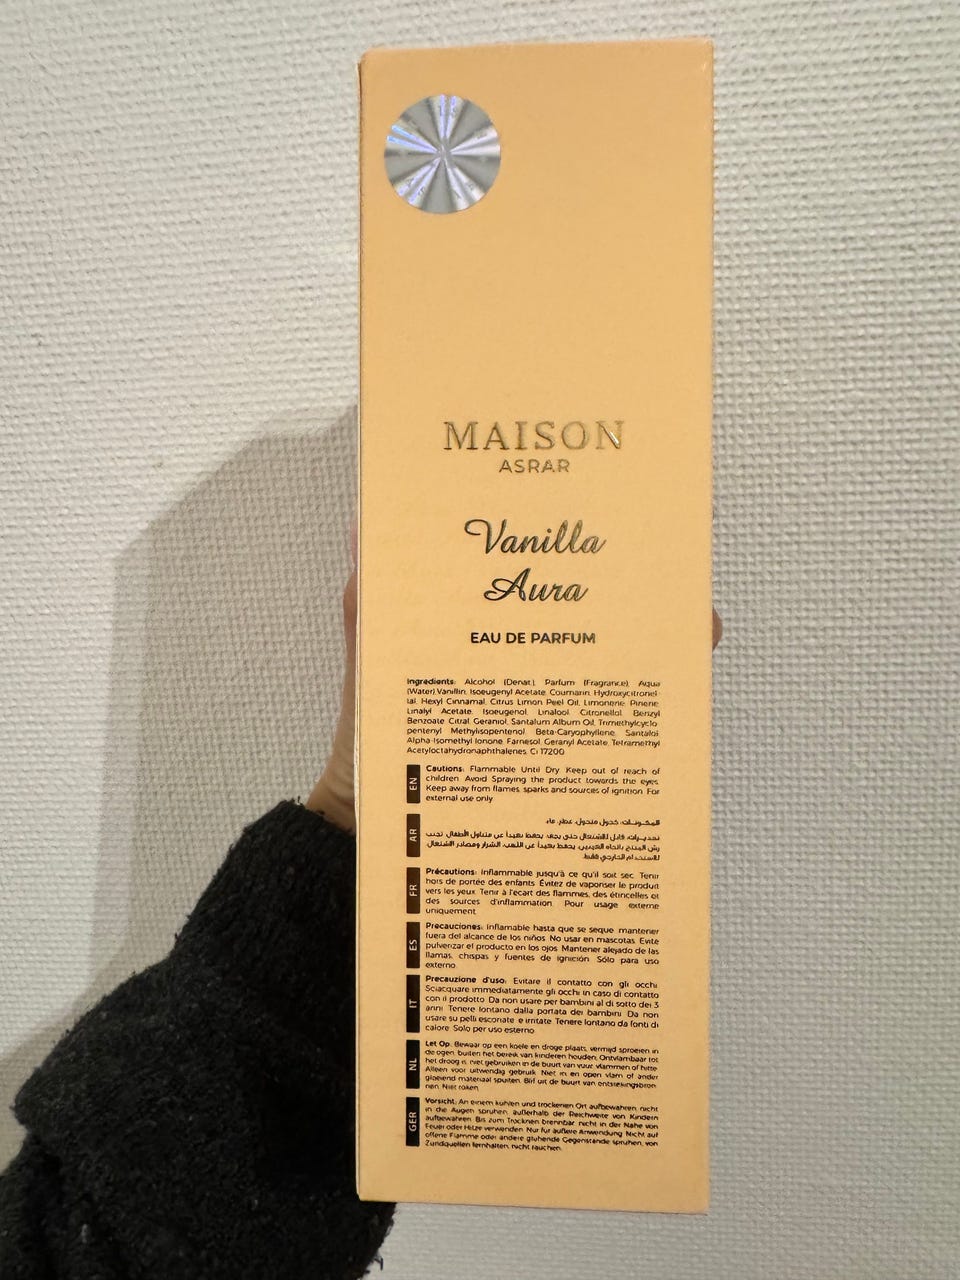 MAISON
ASRAR
Vanilla
Aura
EAU DE PARFUM
Ingredients: Alcohol (Denat.), Parfum (Fragrance), Aqua
(Water), Vanillin, Isoeugenyl Acetate, Coumarin, Hydroxycitronel-
lal, Hexyl Cinnamal, Citrus Limon Peel Oil, Limonene, Pinene,
Linalyl Acetate, Isoeugenol, Linalool, Citronellol, Benzyl
Benzoate, Citral, Geraniol, Santalum Album Oil, Trimethylcyclo-
pentenyl Methylisopentenol, Beta-Caryophyllene, Santalol,
Alpha-Isomethyl Ionone, Farnesol, Geranyl Acetate, Tetramethyl
Acetyloctahydronaphthalenes, CI 17200
EN
Cautions: Flammable Until Dry. Keep out of reach of
children. Avoid Spraying the product towards the eyes.
Keep away from flames, sparks and sources of ignition. For
external use only.
AR
المكونات: كحول متحول، عطر، ماء
تحذيرات: قابل للاشتعال حتى يجف. يحفظ بعيداً عن متناول الأطفال. تجنب
رش المنتج باتجاه العينين. يحفظ بعيداً عن اللهب، الشرار ومصادر الاشتعال.
للاستخدام الخارجي فقط.
FR
Précautions: Inflammable jusqu'à ce qu'il soit sec. Tenir
hors de portée des enfants. Évitez de vaporiser le produit
vers les yeux. Tenir à l'écart des flammes, des étincelles et
des sources d'inflammation. Pour usage externe
uniquement.
ES
Precauciones: Inflamable hasta que se seque mantener
fuera del alcance de los niños. No usar en mascotas. Evite
pulverizar el producto en los ojos. Mantener alejado de las
llamas, chispas y fuentes de ignición. Sólo para uso
externo.
IT
Precauzione d'uso: Evitare il contatto con gli occhi.
Sciacquare immediatamente gli occhi in caso di contatto
con il prodotto. Da non usare per bambini al di sotto dei 3
anni. Tenere lontano dalla portata dei bambini. Da non
usare su pelli escoriate e irritate. Tenere lontano da fonti di
calore. Solo per uso esterno.
NL
Let Op: Bewaar op een koele en droge plaats, vermijd sproeien in
de ogen, buiten het bereik van kinderen houden, Ontvlambaar tot
het droog is, niet gebruiken in de buurt van vuur, vlammen of hitte.
Alleen voor uitwendig gebruik. Niet in en open vlam of ander
gloeiend materiaal spuiten. Blif uit de buurt van ontstekingsbron-
nen. Niet roken.
GER
Vorsicht: An einem kühlen und trockenen Ort aufbewahren, nicht
in die Augen sprühen, außerhalb der Reichweite von Kindern
aufbewahren. Bis zum Trocknen brennbar, nicht in der Nähe von
Feuer oder Hitze verwenden. Nur für äußere Anwendung. Nicht auf
offene Flamme oder andere glühende Gegenstände sprühen, von
Zündquellen fernhalten, nicht rauchen.